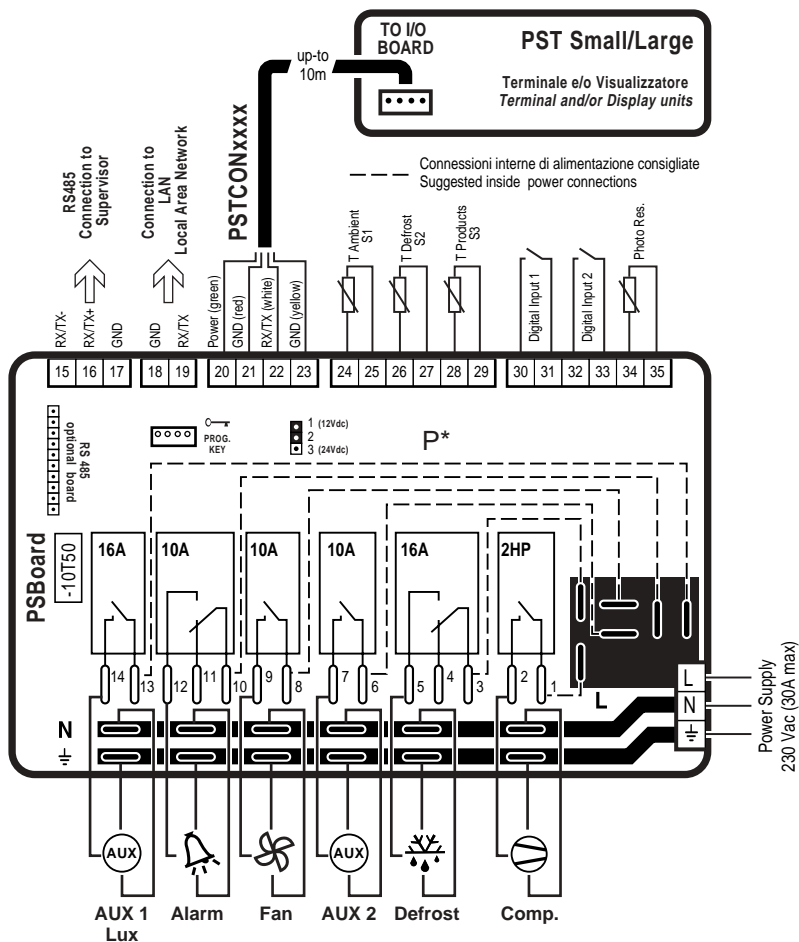 TO I/O
BOARD
PST Small/Large
Terminale e/o Visualizzatore
Terminal and/or Display units
up-to
10m
PSTCONxxxx
Connessioni interne di alimentazione consigliate
Suggested inside power connections
RS485
Connection to
Supervisor
Connection to
LAN
Local Area Network
RX/TX-
RX/TX+
GND
GND
RX/TX
Power (green)
GND (red)
RX/TX (white)
GND (yellow)
T Ambient
S1
T Defrost
S2
T Products
S3
Digital Input 1
Digital Input 2
Photo Res.
15 16 17 18 19 20 21 22 23 24 25 26 27 28 29 30 31 32 33 34 35
RS 485
optional board
PROG.
KEY
1 (12Vdc)
2
3 (24Vdc)
P*
PSBoard
-10T50
16A 10A 10A 10A 16A 2HP
14 13 12 11 10 9 8 7 6 5 4 3 2 1
L
L
N
N
Power Supply
230 Vac (30A max)
AUX
AUX
AUX 1
Lux
Alarm
Fan
AUX 2
Defrost
Comp.